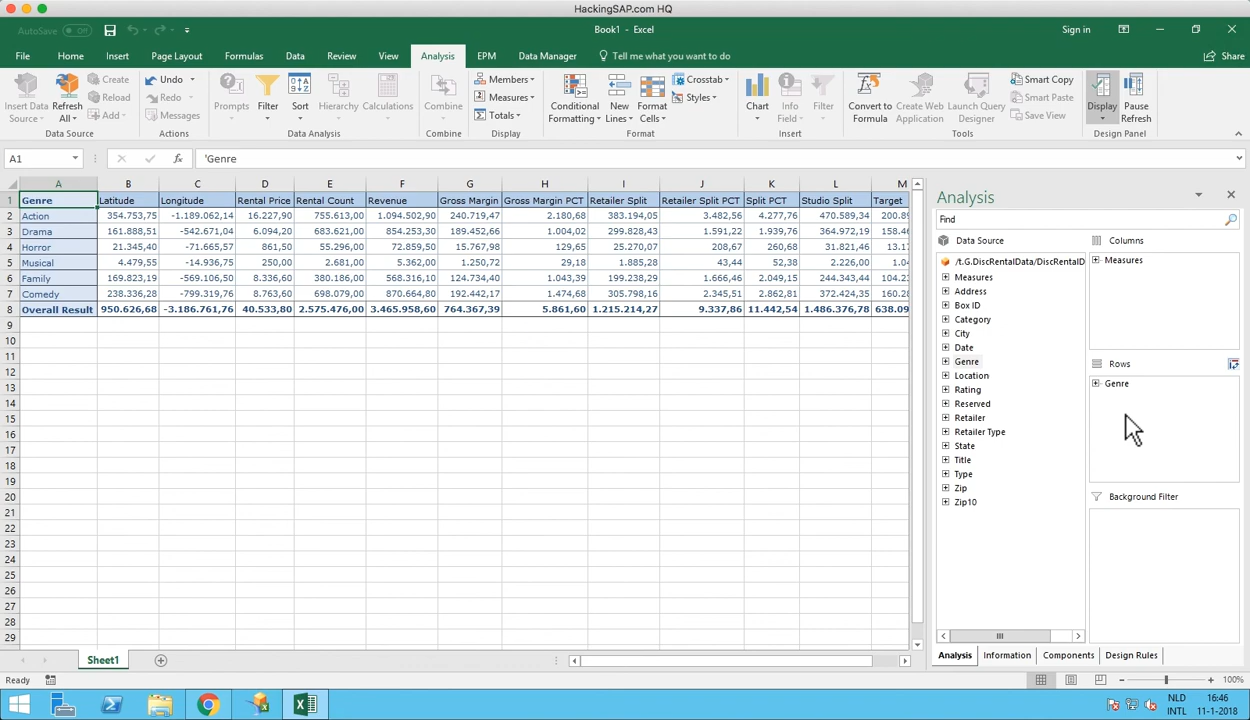 HackingSAP.com HQ
AutoSave Off
Book1 - Excel
Sign in
File Home Insert Page Layout Formulas Data Review View Analysis EPM Data Manager Tell me what you want to do Share
Insert Data Source
Refresh All
Create
Reload
Add
Data Source
Undo
Redo
Messages
Actions
Prompts
Filter
Sort
Hierarchy
Calculations
Data Analysis
Combine
Combine
Members
Measures
Totals
Display
Conditional Formatting
New Lines
Format Cells
Crosstab
Styles
Format
Chart
Info Field
Filter
Insert
Convert to Formula
Create Web Application
Launch Query Designer
Smart Copy
Smart Paste
Save View
Tools
Display
Pause Refresh
Design Panel
A1 fx 'Genre
A B C D E F G H I J K L M
1 Genre Latitude Longitude Rental Price Rental Count Revenue Gross Margin Gross Margin PCT Retailer Split Retailer Split PCT Split PCT Studio Split Target
2 Action 354.753,75 -1.189.062,14 16.227,90 755.613,00 1.094.502,90 240.719,47 2.180,68 383.194,05 3.482,56 4.277,76 470.589,34 200.89
3 Drama 161.888,51 -542.671,04 6.094,20 683.621,00 854.253,30 189.452,66 1.004,02 299.828,43 1.591,22 1.939,76 364.972,19 158.46
4 Horror 21.345,40 -71.665,57 861,50 55.296,00 72.859,50 15.767,98 129,65 25.270,07 208,67 260,68 31.821,46 13.17
5 Musical 4.479,55 -14.936,75 250,00 2.681,00 5.362,00 1.250,72 29,18 1.145,38 43,44 52,38 2.226,00 1.04
6 Family 169.823,19 -569.106,50 8.336,60 380.186,00 568.316,10 124.734,40 1.043,39 199.238,29 1.666,46 2.049,15 244.343,44 104.23
7 Comedy 238.336,28 -799.319,76 8.763,60 698.079,00 870.664,80 192.442,17 1.474,68 305.798,16 2.345,51 2.862,81 372.424,35 160.28
8 Overall Result 950.626,68 -3.186.761,76 40.533,80 2.575.476,00 3.465.958,60 764.367,39 5.861,60 1.215.214,27 9.337,86 11.442,54 1.486.376,78 638.09
9
10
11
12
13
14
15
16
17
18
19
20
21
22
23
24
25
26
27
28
29
Analysis
Find
Data Source
/t.G.DiscRentalData/DiscRentalD
Measures
Address
Box ID
Category
City
Date
Genre
Location
Rating
Reserved
Retailer
Retailer Type
State
Title
Type
Zip
Zip10
Columns
Measures
Rows
Genre
Background Filter
Analysis Information Components Design Rules
Sheet1
Ready
100%
NLD 16:46
INTL 11-1-2018